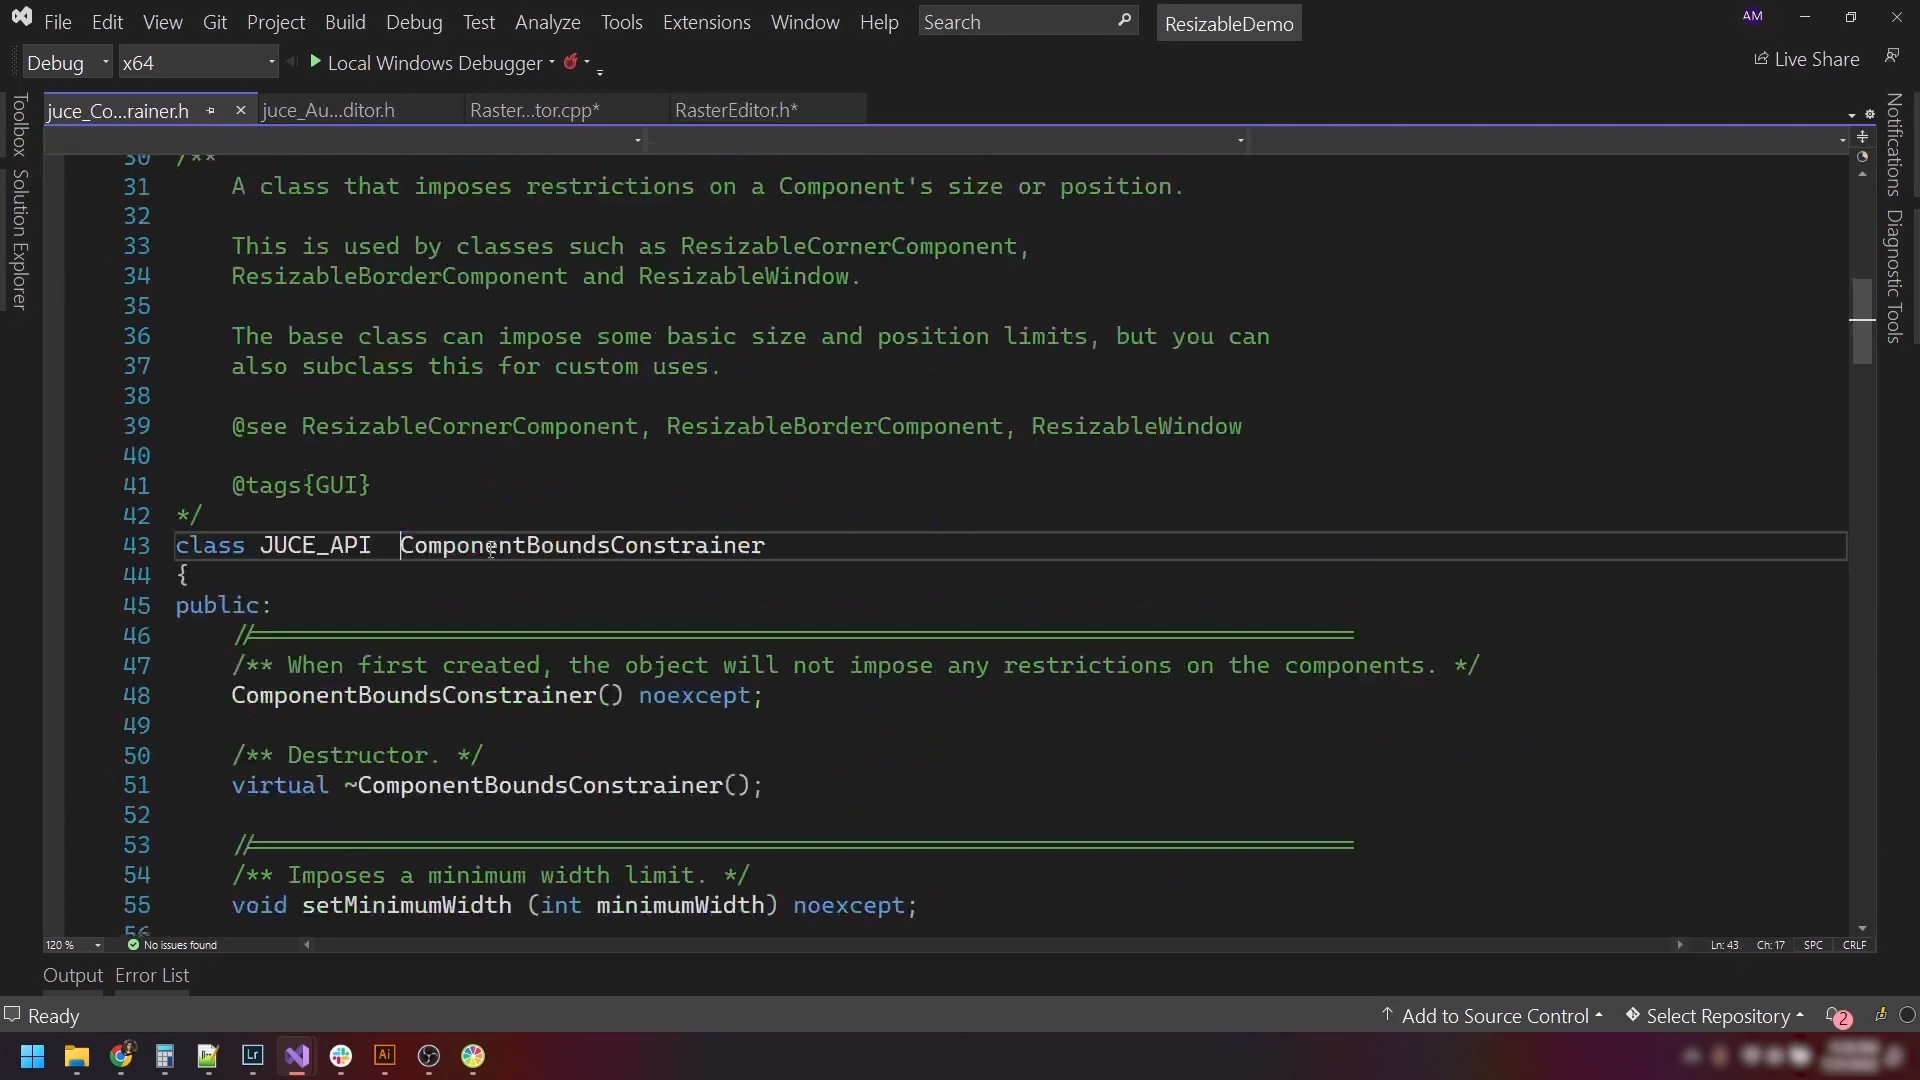 File Edit View Git Project Build Debug Test Analyze Tools Extensions Window Help Search ResizableDemo AM
Debug x64 Local Windows Debugger Live Share
juce_Co...rainer.h juce_Au...ditor.h Raster...tor.cpp* RasterEditor.h*
Toolbox
Solution Explorer
Notifications
Diagnostic Tools
30 /**
31 A class that imposes restrictions on a Component's size or position.
32
33 This is used by classes such as ResizableCornerComponent,
34 ResizableBorderComponent and ResizableWindow.
35
36 The base class can impose some basic size and position limits, but you can
37 also subclass this for custom uses.
38
39 @see ResizableCornerComponent, ResizableBorderComponent, ResizableWindow
40
41 @tags{GUI}
42 */
43 class JUCE_API ComponentBoundsConstrainer
44 {
45 public:
46 //==============================================================================
47 /** When first created, the object will not impose any restrictions on the components. */
48 ComponentBoundsConstrainer() noexcept;
49
50 /** Destructor. */
51 virtual ~ComponentBoundsConstrainer();
52
53 //==============================================================================
54 /** Imposes a minimum width limit. */
55 void setMinimumWidth (int minimumWidth) noexcept;
56
120 % No issues found Ln: 43 Ch: 17 SPC CRLF
Output Error List
Ready Add to Source Control Select Repository 2
Lr Ai